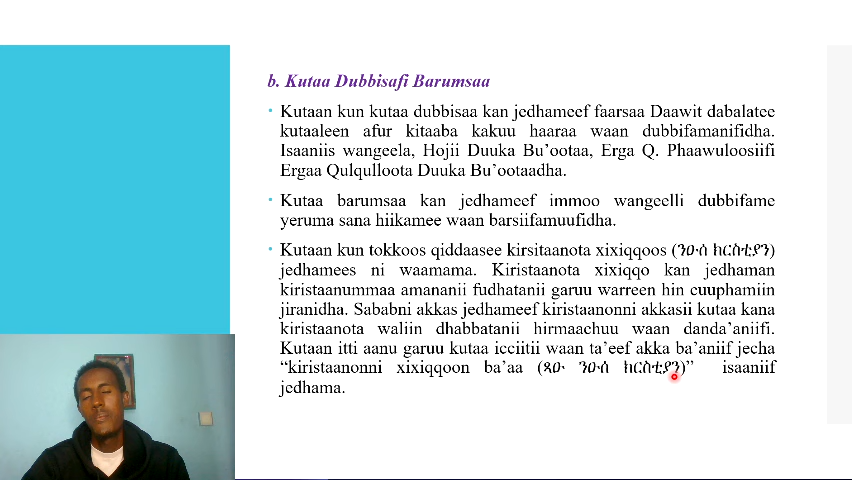 b. Kutaa Dubbisafi Barumsaa
Kutaan kun kutaa dubbisaa kan jedhameef faarsaa Daawit dabalatee
kutaaleen afur kitaaba kakuu haaraa waan dubbifamanifidha.
Isaaniis wangeela, Hojii Duuka Bu’ootaa, Erga Q. Phaawuloosiifi
Ergaa Qulqulloota Duuka Bu’ootaadha.
Kutaa barumsaa kan jedhameef immoo wangeelli dubbifame
yeruma sana hiikamee waan barsiifamuufidha.
Kutaan kun tokkoos qiddaasee kirsitaanota xixiqqoos (ንዑሰ ክርስቲያን)
jedhamees ni waamama. Kiristaanota xixiqqo kan jedhaman
kiristaanummaa amananii fudhatanii garuu warreen hin cuuphamiin
jiranidha. Sababni akkas jedhameef kiristaanonni akkasii kutaa kana
kiristaanota waliin dhabbatanii hirmaachuu waan danda’aniifi.
Kutaan itti aanu garuu kutaa icciitii waan ta’eef akka ba’aniif jecha
“kiristaanonni xixiqqoon ba’aa (ጻው ንዑሰ ክርስቲያን)” isaaniif
jedhama.